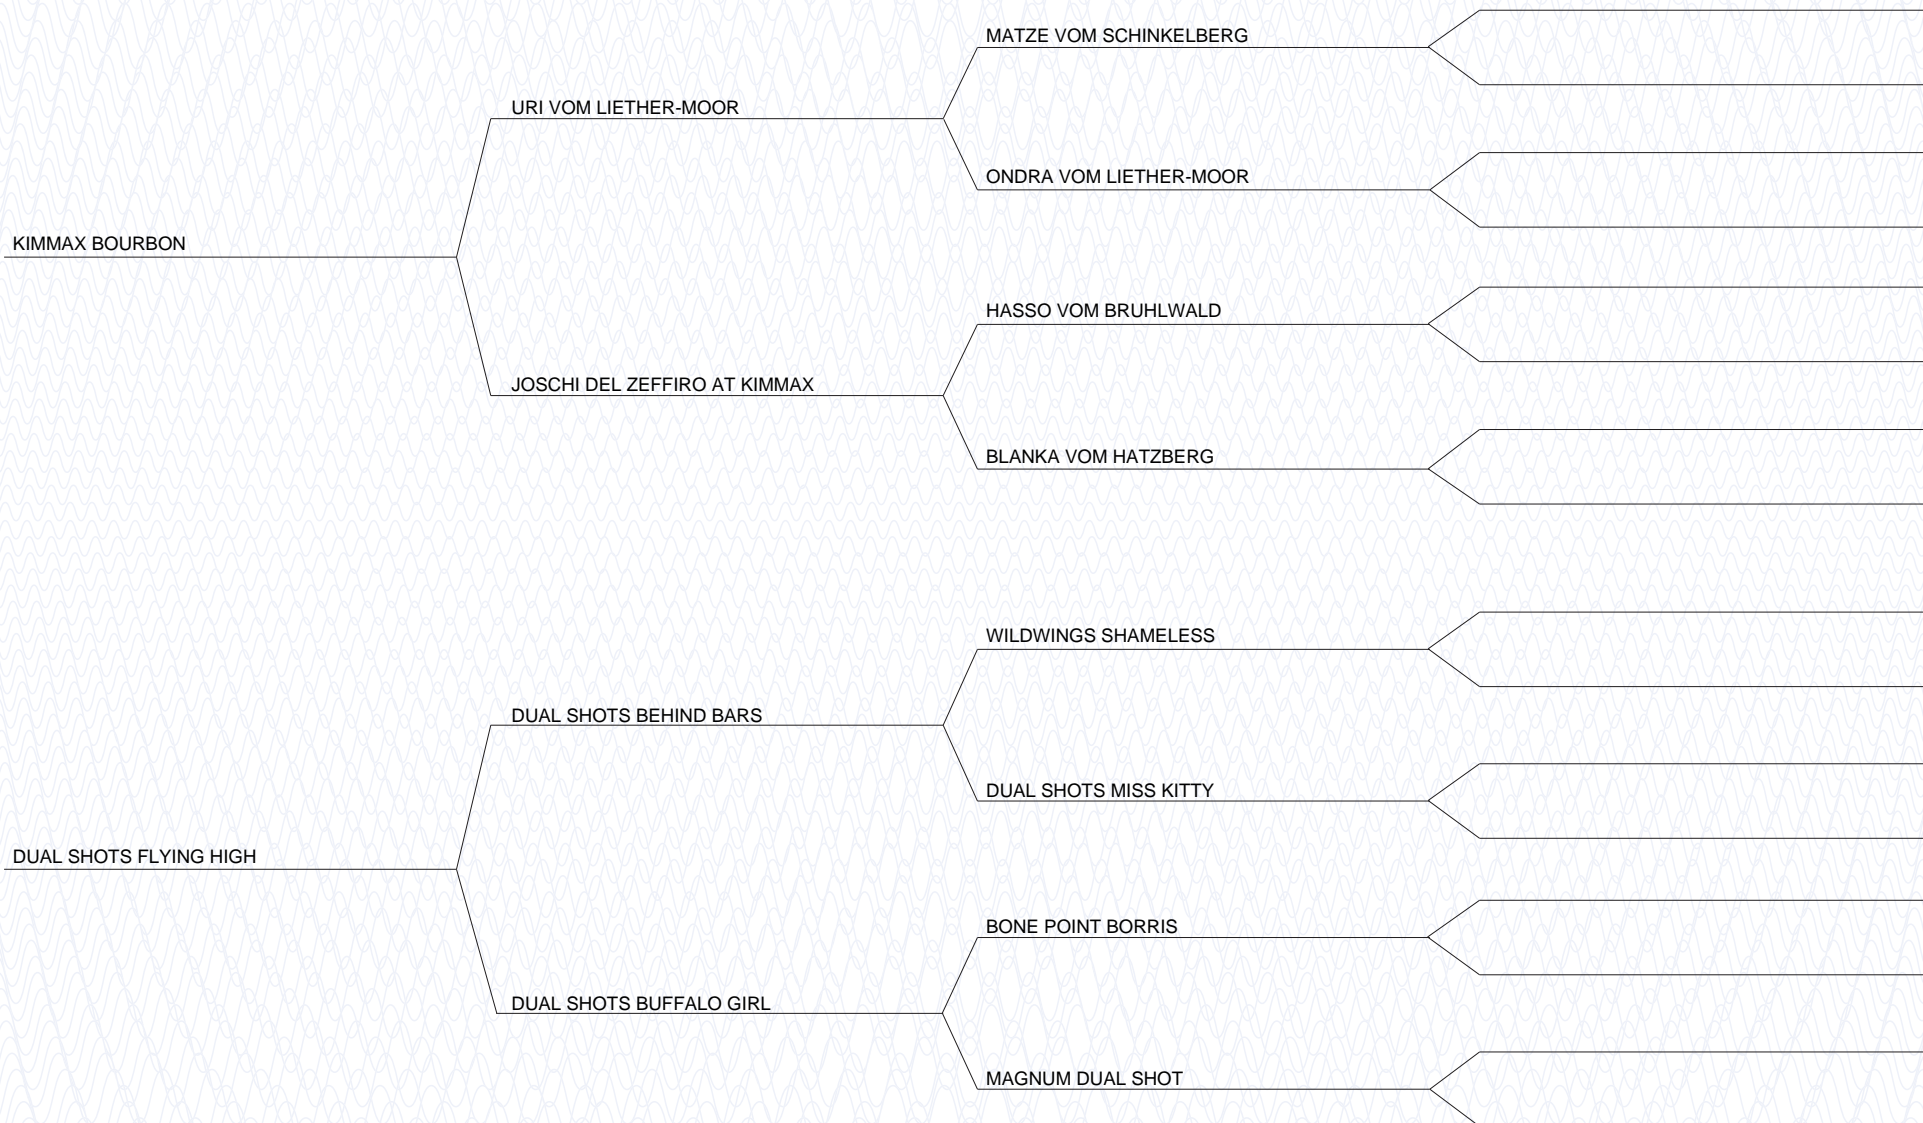 MATZE VOM SCHINKELBERG
URI VOM LIETHER-MOOR
ONDRA VOM LIETHER-MOOR
KIMMAX BOURBON
HASSO VOM BRUHLWALD
JOSCHI DEL ZEFFIRO AT KIMMAX
BLANKA VOM HATZBERG
WILDWINGS SHAMELESS
DUAL SHOTS BEHIND BARS
DUAL SHOTS MISS KITTY
DUAL SHOTS FLYING HIGH
BONE POINT BORRIS
DUAL SHOTS BUFFALO GIRL
MAGNUM DUAL SHOT